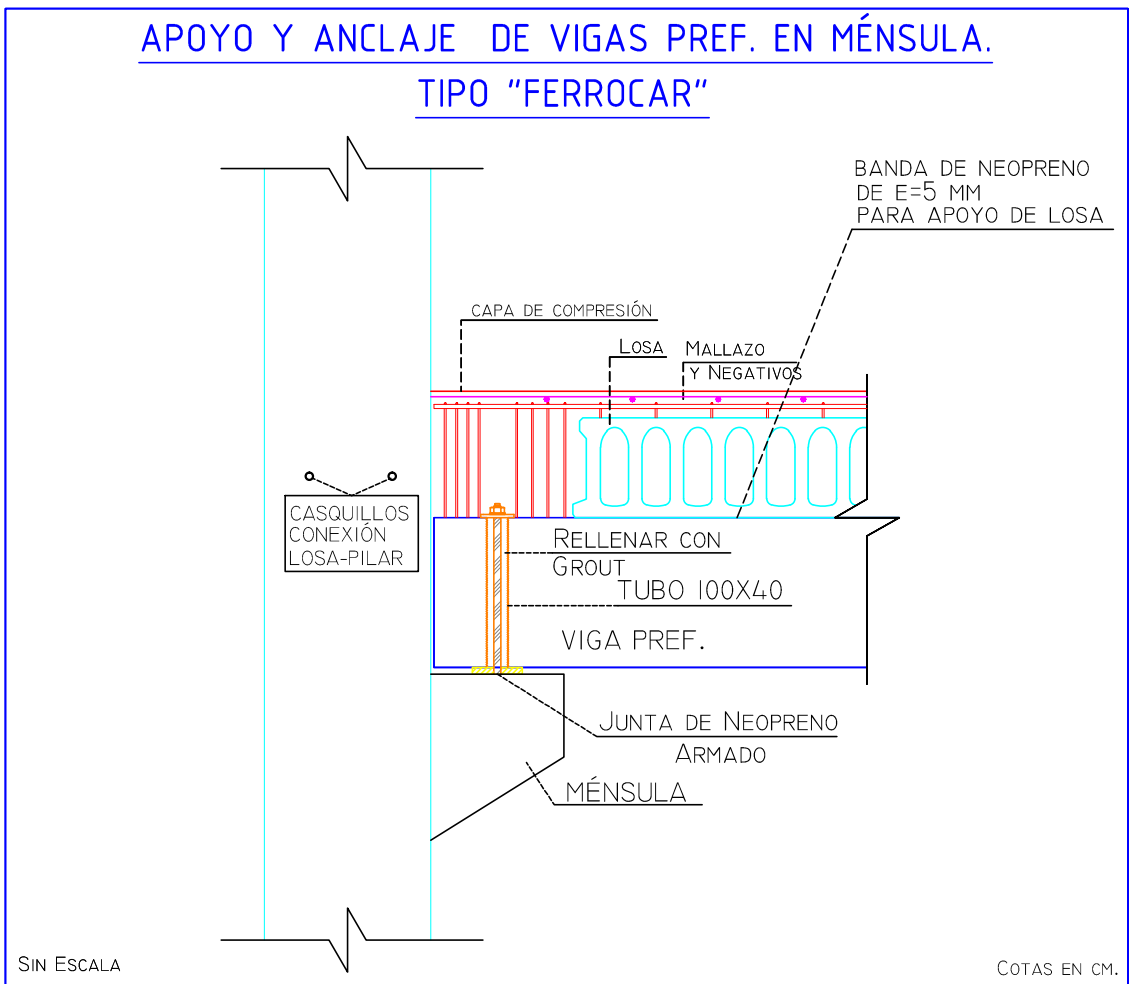 APOYO Y ANCLAJE DE VIGAS PREF. EN MÉNSULA.
TIPO "FERROCAR"
BANDA DE NEOPRENO
DE E=5 MM
PARA APOYO DE LOSA
CAPA DE COMPRESIÓN
LOSA
MALLAZO
Y NEGATIVOS
CASQUILLOS
CONEXIÓN
LOSA-PILAR
RELLENAR CON
GROUT
TUBO 100X40
VIGA PREF.
JUNTA DE NEOPRENO
ARMADO
MÉNSULA
SIN ESCALA
COTAS EN CM.